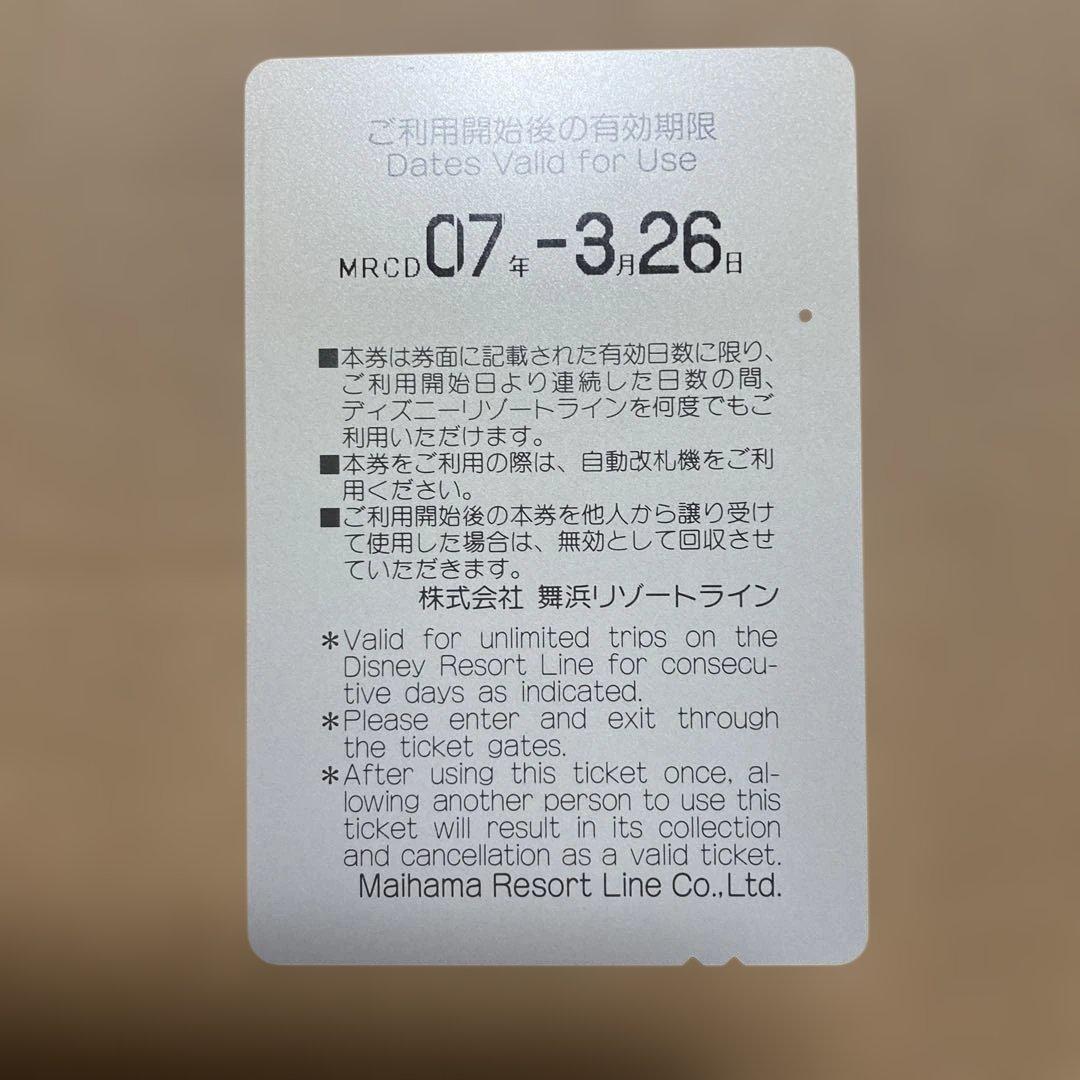 ご利用開始後の有効期限
Dates Valid for Use
MRCD 07年 -3月26日
■本券は券面に記載された有効日数に限り、
ご利用開始日より連続した日数の間、
ディズニーリゾートラインを何度でもご
利用いただけます。
■本券をご利用の際は、自動改札機をご利
用ください。
■ご利用開始後の本券を他人から譲り受け
て使用した場合は、無効として回収させ
ていただきます。
株式会社 舞浜リゾートライン
＊Valid for unlimited trips on the
Disney Resort Line for consecu-
tive days as indicated.
＊Please enter and exit through
the ticket gates.
＊After using this ticket once, al-
lowing another person to use this
ticket will result in its collection
and cancellation as a valid ticket.
Maihama Resort Line Co.,Ltd.